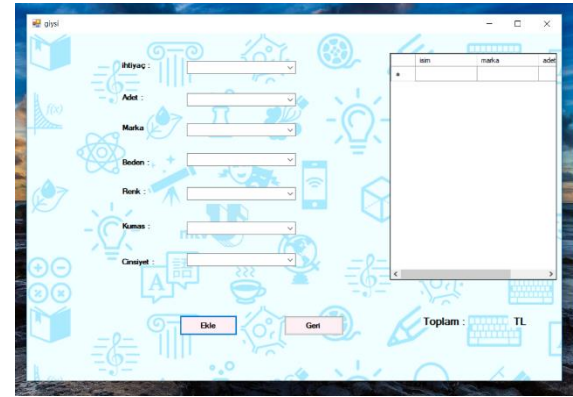 giysi
ihtiyaç :
Adet :
Marka
Beden :
Renk :
Kumas :
Cinsiyet :
Ekle
Geri
isim marka adet
Toplam : TL
f(x)
A